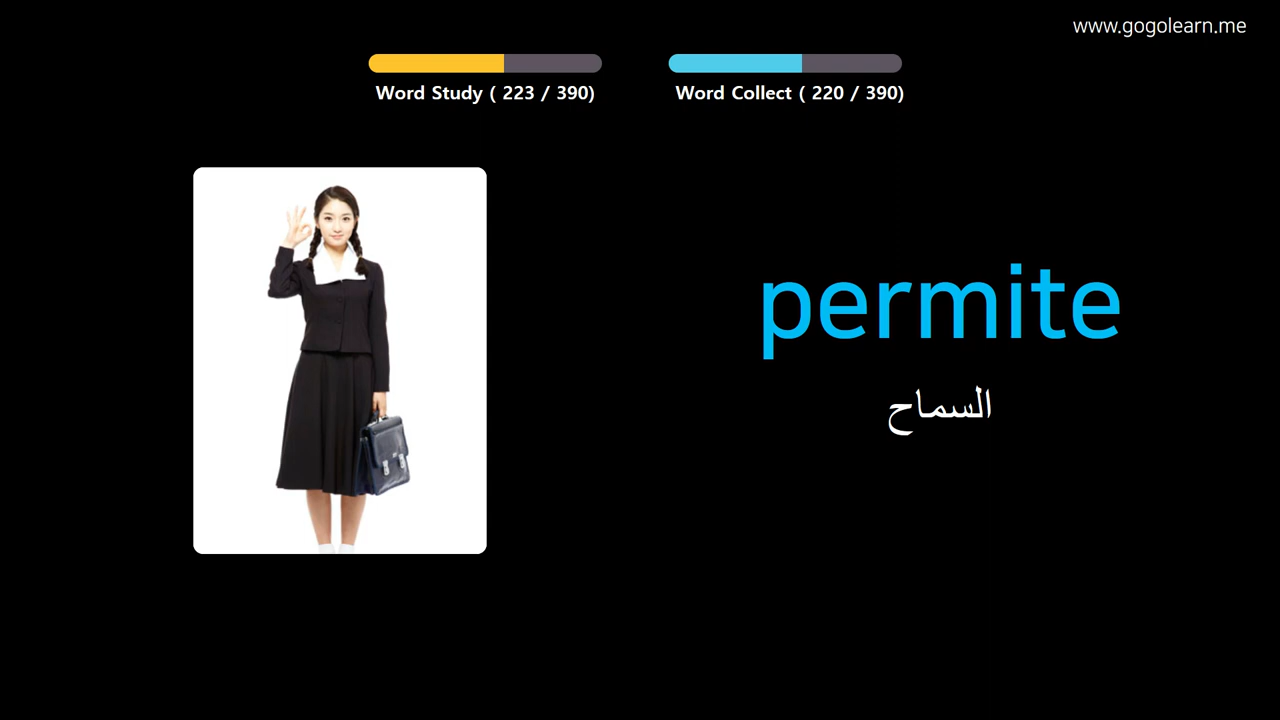 www.gogolearn.me
Word Study ( 223 / 390)
Word Collect ( 220 / 390)
permite
السماح